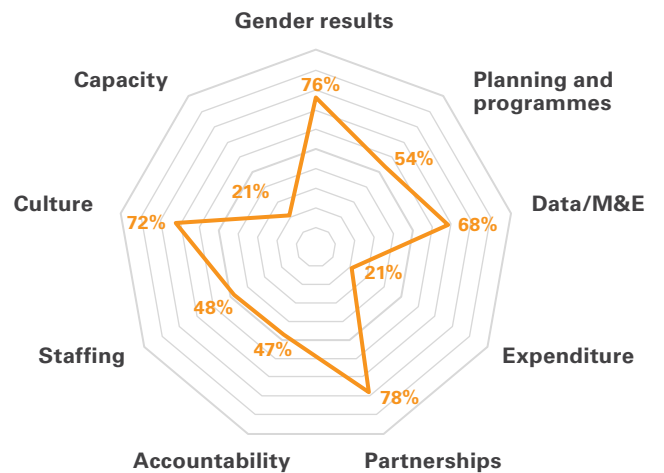 Gender results
Capacity
76%
Planning and
programmes
54%
21%
Culture
72%
Data/M&E
68%
21%
48%
47%
Staffing
Expenditure
78%
Accountability
Partnerships